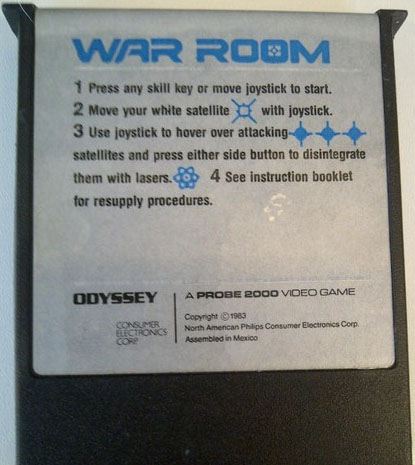 WAR ROOM
1 Press any skill key or move joystick to start.
2 Move your white satellite with joystick.
3 Use joystick to hover over attacking
satellites and press either side button to disintegrate
them with lasers. 4 See instruction booklet
for resupply procedures.
ODYSSEY
A PROBE 2000 VIDEO GAME
CONSUMER
ELECTRONICS
CORP.
Copyright ©1983
North American Philips Consumer Electronics Corp.
Assembled in Mexico